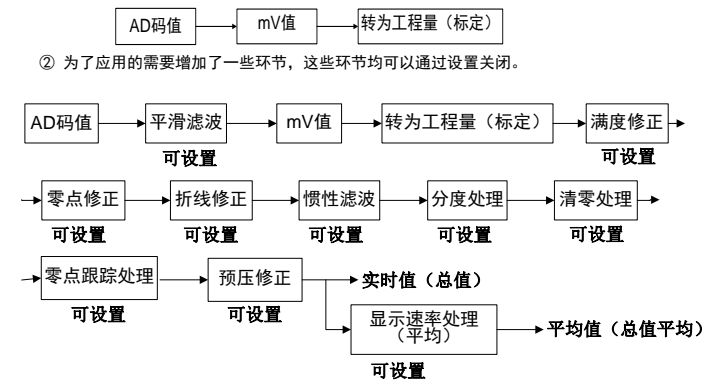 AD码值 mV值 转为工程量（标定）
② 为了应用的需要增加了一些环节，这些环节均可以通过设置关闭。
AD码值 平滑滤波 mV值 转为工程量（标定） 满度修正
可设置 可设置
零点修正 折线修正 惯性滤波 分度处理 清零处理
可设置 可设置 可设置 可设置 可设置
零点跟踪处理 预压修正 实时值（总值）
可设置 可设置
显示速率处理
（平均）
平均值（总值平均）
可设置